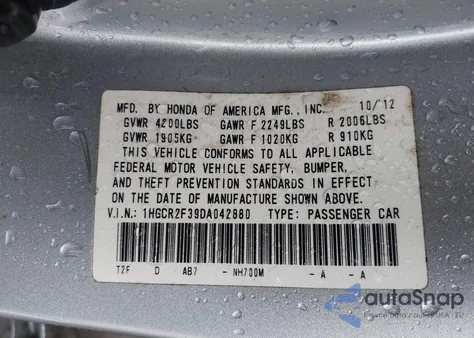 MFD. BY HONDA OF AMERICA MFG., INC. 10/12
GVWR 4200LBS GAWR F 2249LBS R 2006LBS
GVWR 1905KG GAWR F 1020KG R 910KG
THIS VEHICLE CONFORMS TO ALL APPLICABLE
FEDERAL MOTOR VEHICLE SAFETY, BUMPER,
AND THEFT PREVENTION STANDARDS IN EFFECT
ON THE DATE OF MANUFACTURE SHOWN ABOVE.
V.I.N.: 1HGCR2F39DA042880 TYPE: PASSENGER CAR
T2F D AB7 - NH700M - A - A
autoSnap